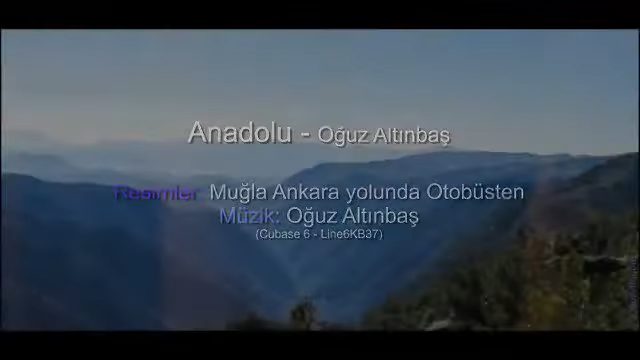 Anadolu - Oğuz Altınbaş
Resimler: Muğla Ankara yolunda Otobüsten
Müzik: Oğuz Altınbaş
(Cubase 6 - Line6KB37)